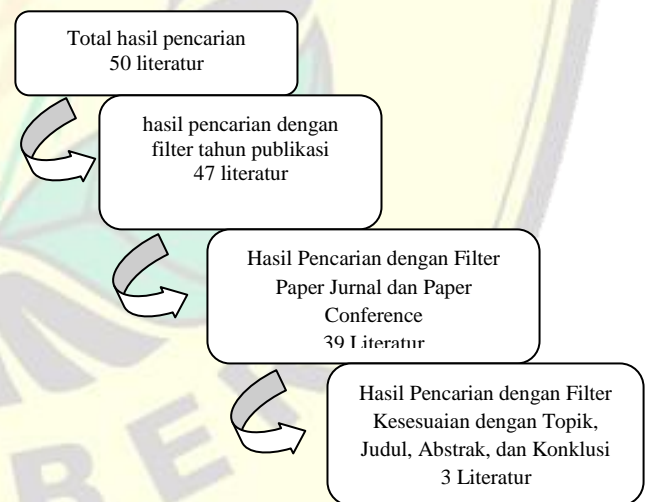 Total hasil pencarian
50 literatur
hasil pencarian dengan
filter tahun publikasi
47 literatur
Hasil Pencarian dengan Filter
Paper Jurnal dan Paper
Conference
39 Literatur
Hasil Pencarian dengan Filter
Kesesuaian dengan Topik,
Judul, Abstrak, dan Konklusi
3 Literatur